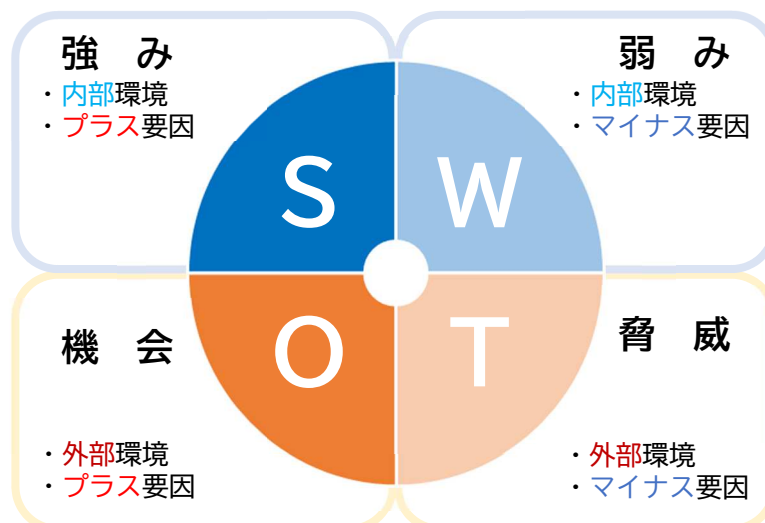 強　み
・内部環境
・プラス要因
弱　み
・内部環境
・マイナス要因
S
W
O
T
機　会
・外部環境
・プラス要因
脅　威
・外部環境
・マイナス要因